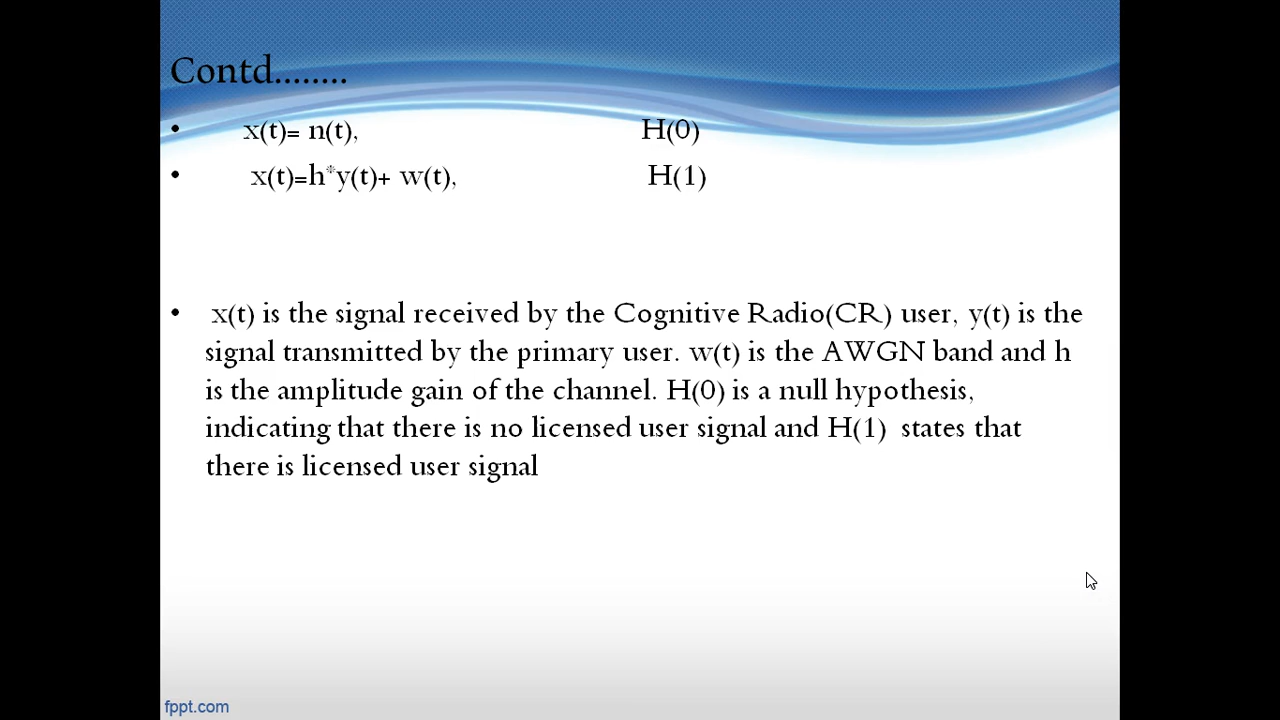 Contd........
• x(t)= n(t), H(0)
• x(t)=h*y(t)+ w(t), H(1)
• x(t) is the signal received by the Cognitive Radio(CR) user, y(t) is the
signal transmitted by the primary user. w(t) is the AWGN band and h
is the amplitude gain of the channel. H(0) is a null hypothesis,
indicating that there is no licensed user signal and H(1) states that
there is licensed user signal
fppt.com